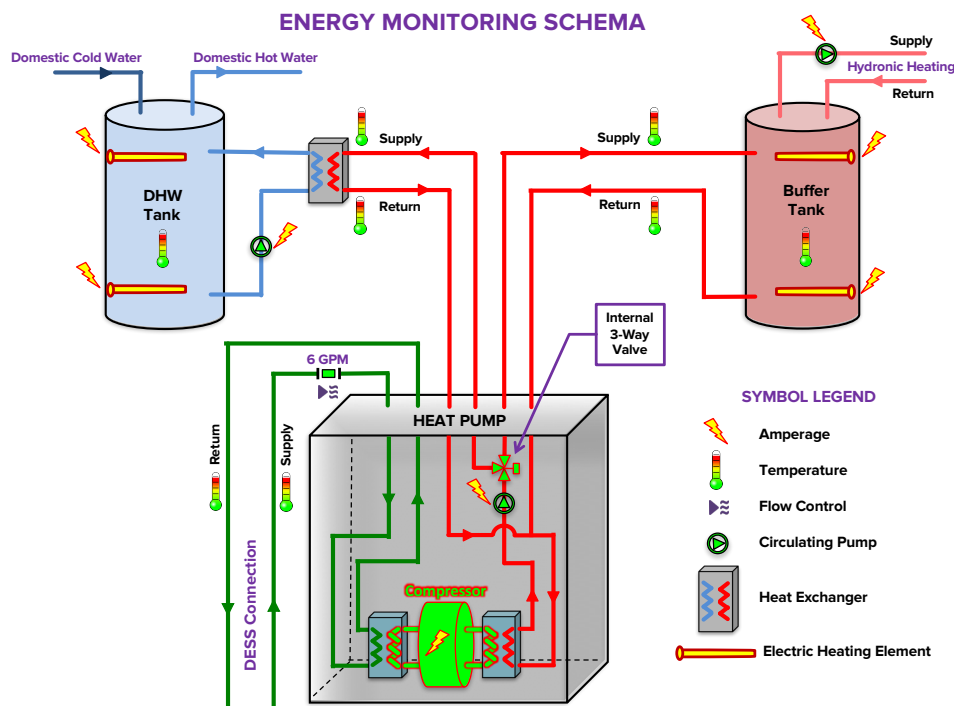 ENERGY MONITORING SCHEMA
Domestic Cold Water
Domestic Hot Water
Supply
Hydronic Heating
Return
Supply
Supply
DHW
Tank
Return
Return
Buffer
Tank
Internal
3-Way
Valve
6 GPM
HEAT PUMP
Return
Supply
DESS Connection
Compressor
SYMBOL LEGEND
Amperage
Temperature
Flow Control
Circulating Pump
Heat Exchanger
Electric Heating Element